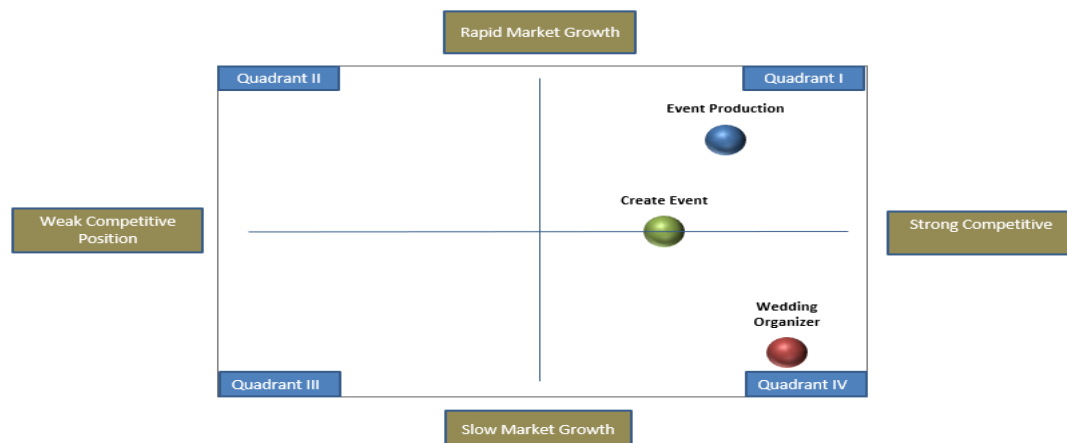 Rapid Market Growth
Quadrant II
Quadrant I
Event Production
Create Event
Weak Competitive
Position
Strong Competitive
Wedding
Organizer
Quadrant III
Quadrant IV
Slow Market Growth